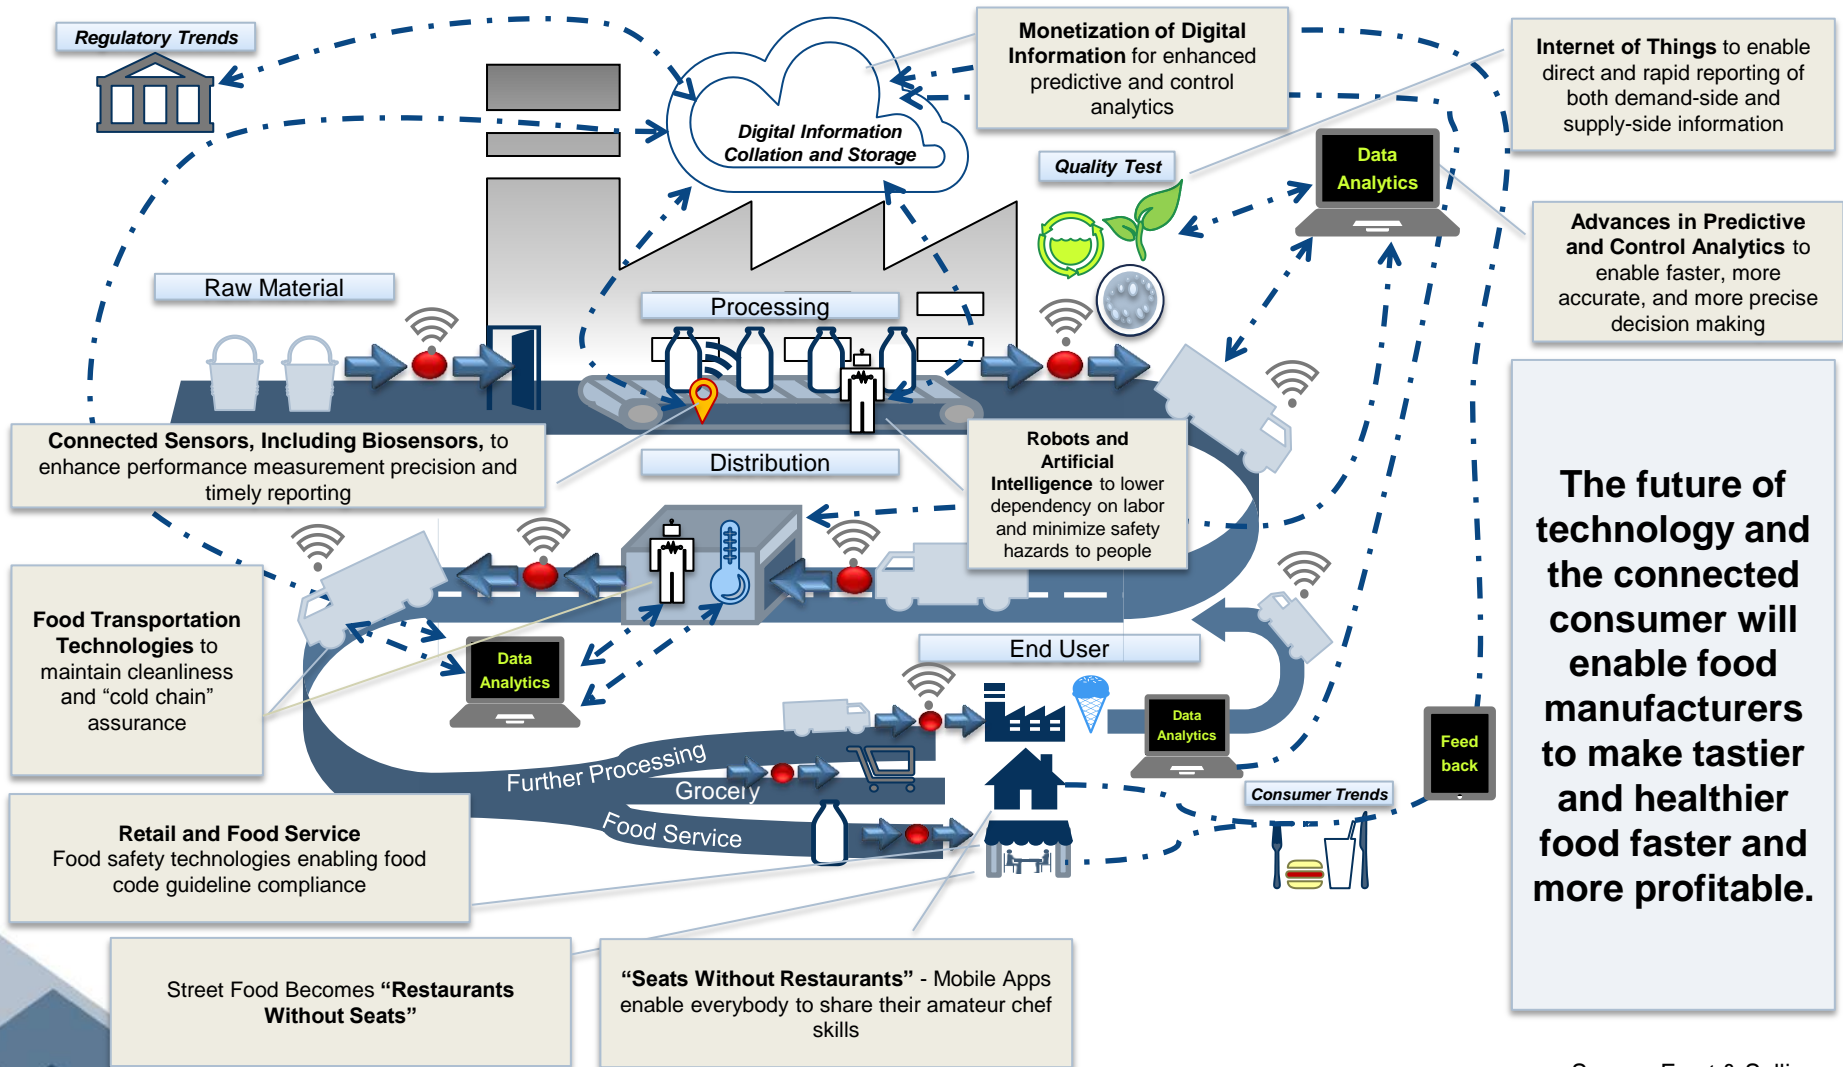 Regulatory Trends
Monetization of Digital
Information for enhanced
predictive and control
analytics
Internet of Things to enable
direct and rapid reporting of
both demand-side and
supply-side information
Digital Information
Collation and Storage
Quality Test
Data
Analytics
Advances in Predictive
and Control Analytics to
enable faster, more
accurate, and more precise
decision making
Raw Material
Processing
Connected Sensors, Including Biosensors, to
enhance performance measurement precision and
timely reporting
Distribution
Robots and
Artificial
Intelligence to lower
dependency on labor
and minimize safety
hazards to people
The future of
technology and
the connected
consumer will
enable food
manufacturers
to make tastier
and healthier
food faster and
more profitable.
Food Transportation
Technologies to
maintain cleanliness
and “cold chain”
assurance
Data
Analytics
End User
Data
Analytics
Feed
back
Further Processing
Grocery
Food Service
Consumer Trends
Retail and Food Service
Food safety technologies enabling food
code guideline compliance
Street Food Becomes “Restaurants
Without Seats”
“Seats Without Restaurants” - Mobile Apps
enable everybody to share their amateur chef
skills